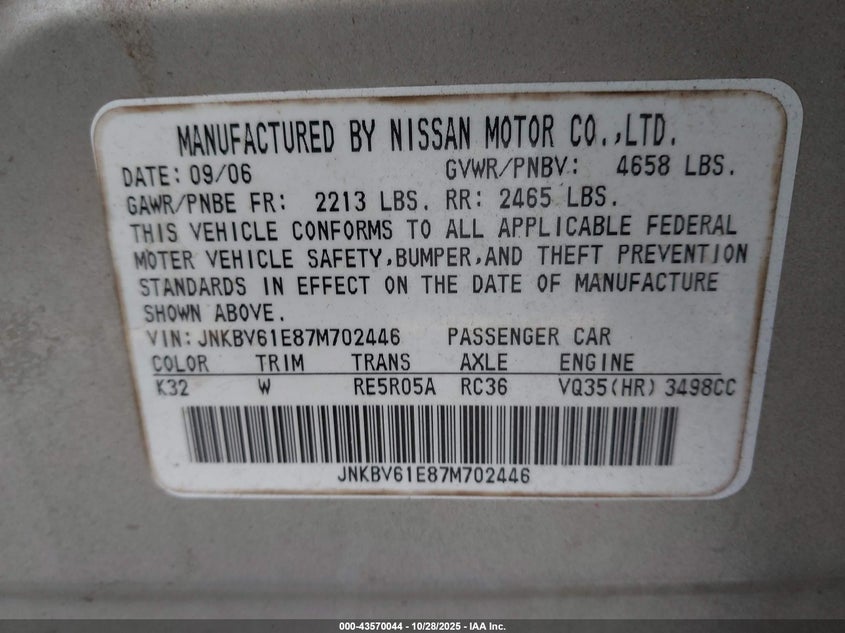 MANUFACTURED BY NISSAN MOTOR CO.,LTD.
DATE: 09/06 GVWR/PNBV: 4658 LBS.
GAWR/PNBE FR: 2213 LBS. RR: 2465 LBS.
THIS VEHICLE CONFORMS TO ALL APPLICABLE FEDERAL
MOTER VEHICLE SAFETY,BUMPER,AND THEFT PREVENTION
STANDARDS IN EFFECT ON THE DATE OF MANUFACTURE
SHOWN ABOVE.
VIN: JNKBV61E87M702446 PASSENGER CAR
COLOR TRIM TRANS AXLE ENGINE
K32 W RE5R05A RC36 VQ35(HR) 3498CC
JNKBV61E87M702446
000-43570044 - 10/28/2025 - IAA Inc.